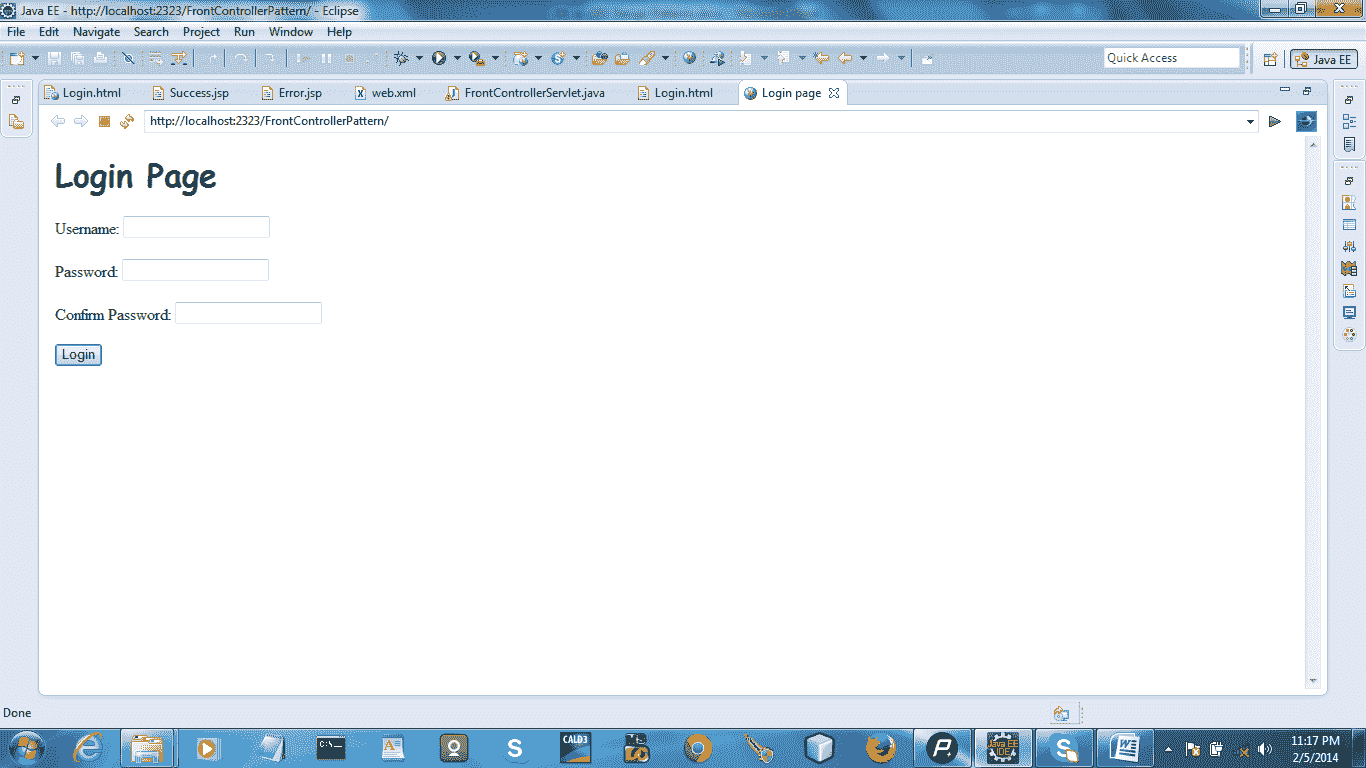 Java EE - http://localhost:2323/FrontControllerPattern/ - Eclipse
File Edit Navigate Search Project Run Window Help
Quick Access Java EE
Login.html Success.jsp Error.jsp web.xml FrontControllerServlet.java Login.html Login page
http://localhost:2323/FrontControllerPattern/
Login Page
Username:
Password:
Confirm Password:
Login
Done
C:\_
CALD3
Java EE
IDE
11:17 PM
2/5/2014